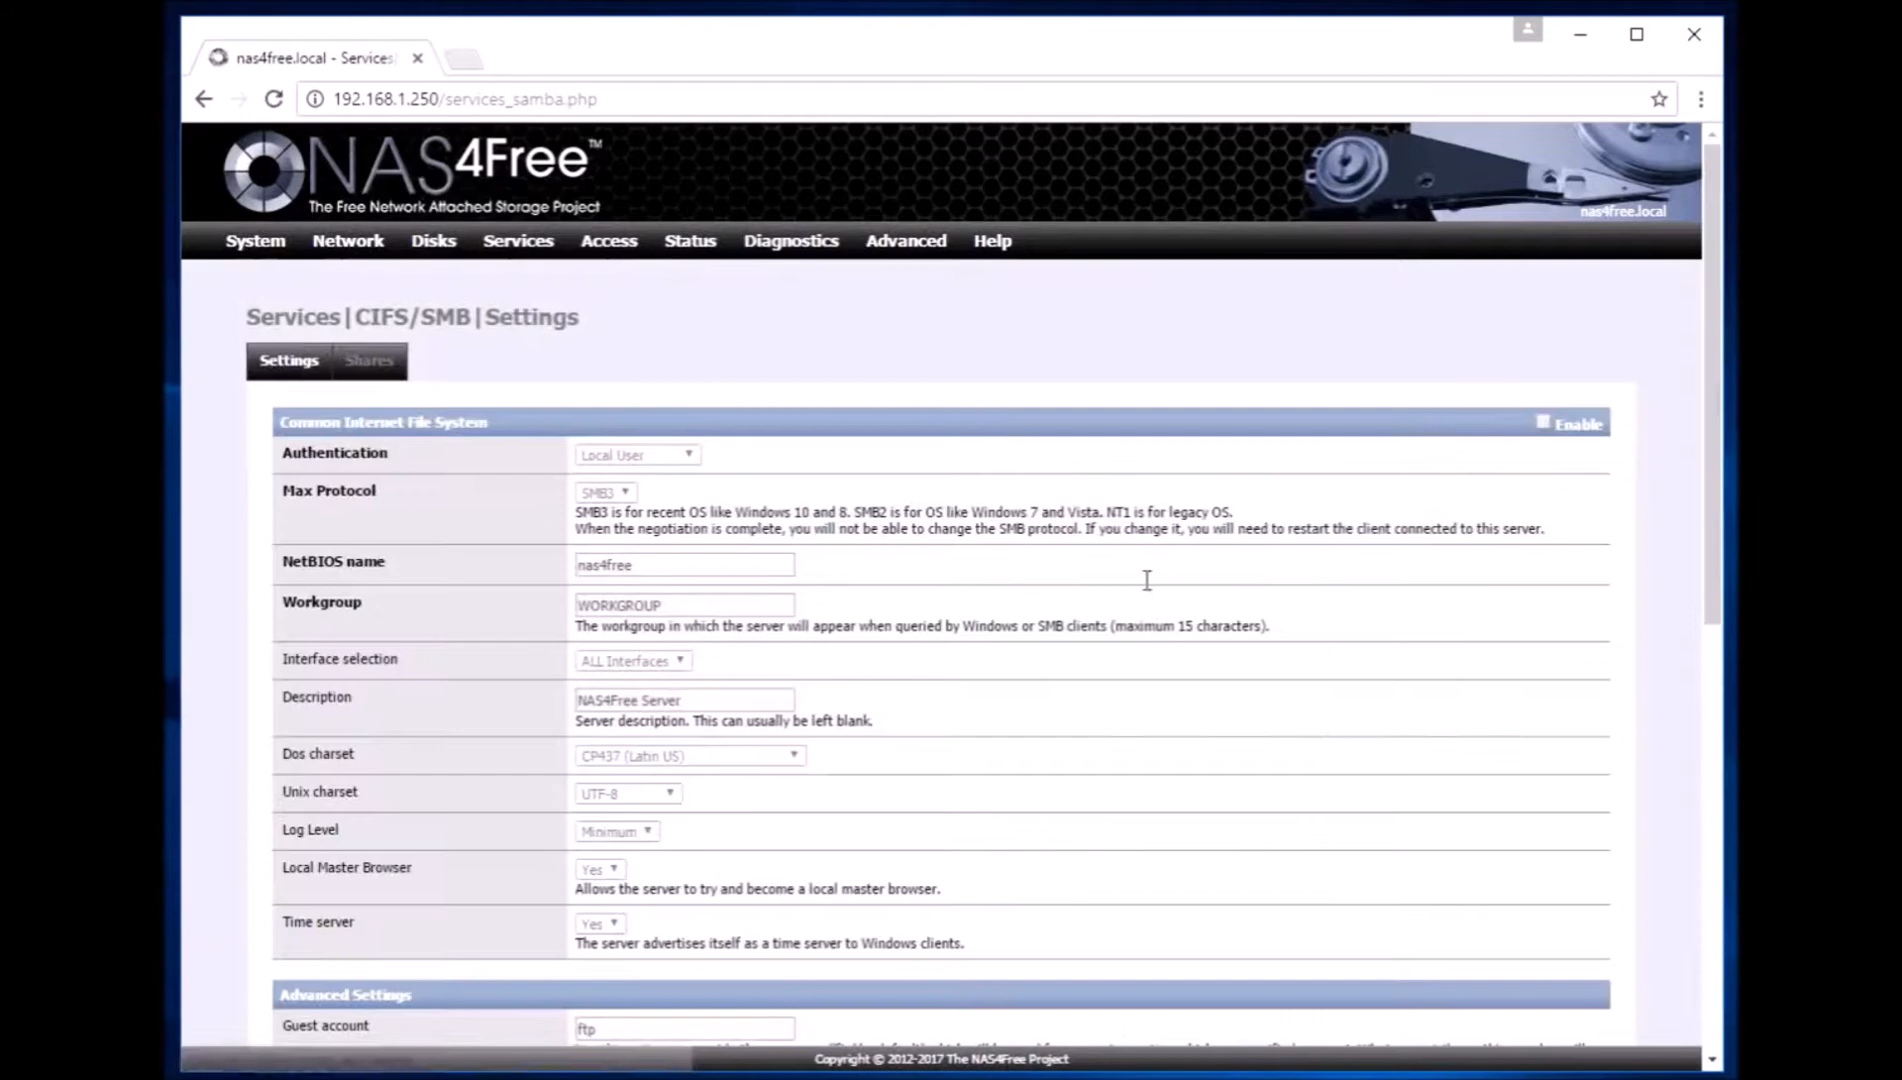 nas4free.local - Services
192.168.1.250/services_samba.php
NAS4Free™
The Free Network Attached Storage Project
nas4free.local
System Network Disks Services Access Status Diagnostics Advanced Help
Services|CIFS/SMB|Settings
Settings Shares
Common Internet File System Enable
Authentication Local User
Max Protocol SMB3
SMB3 is for recent OS like Windows 10 and 8. SMB2 is for OS like Windows 7 and Vista. NT1 is for legacy OS.
When the negotiation is complete, you will not be able to change the SMB protocol. If you change it, you will need to restart the client connected to this server.
NetBIOS name nas4free
Workgroup WORKGROUP
The workgroup in which the server will appear when queried by Windows or SMB clients (maximum 15 characters).
Interface selection ALL Interfaces
Description NAS4Free Server
Server description. This can usually be left blank.
Dos charset CP437 (Latin US)
Unix charset UTF-8
Log Level Minimum
Local Master Browser Yes
Allows the server to try and become a local master browser.
Time server Yes
The server advertises itself as a time server to Windows clients.
Advanced Settings
Guest account ftp
Copyright © 2012-2017 The NAS4Free Project